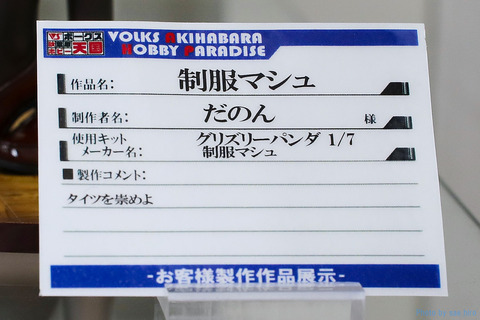 VS ボークス
天国
VOLKS AKIHABARA
HOBBY PARADISE
作品名: 制服マシュ
制作者名: だのん 様
使用キット グリズリーパンダ 1/7
メーカー名: 制服マシュ
■製作コメント:
タイツを崇めよ
-お客様製作作品展示-